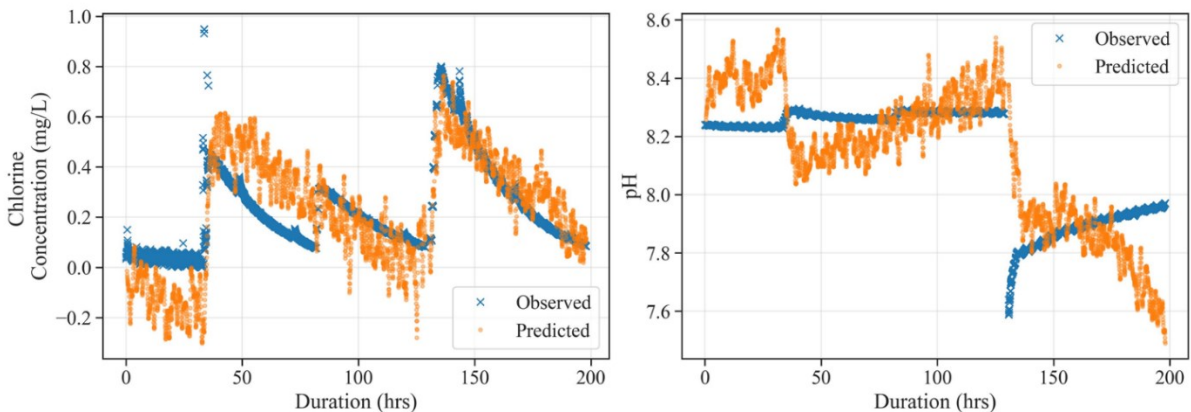 Chlorine
Concentration (mg/L)
1.0
0.8
0.6
0.4
0.2
0.0
−0.2
0
50
100
150
200
Duration (hrs)
Observed
Predicted
pH
8.6
8.4
8.2
8.0
7.8
7.6
0
50
100
150
200
Duration (hrs)
Observed
Predicted